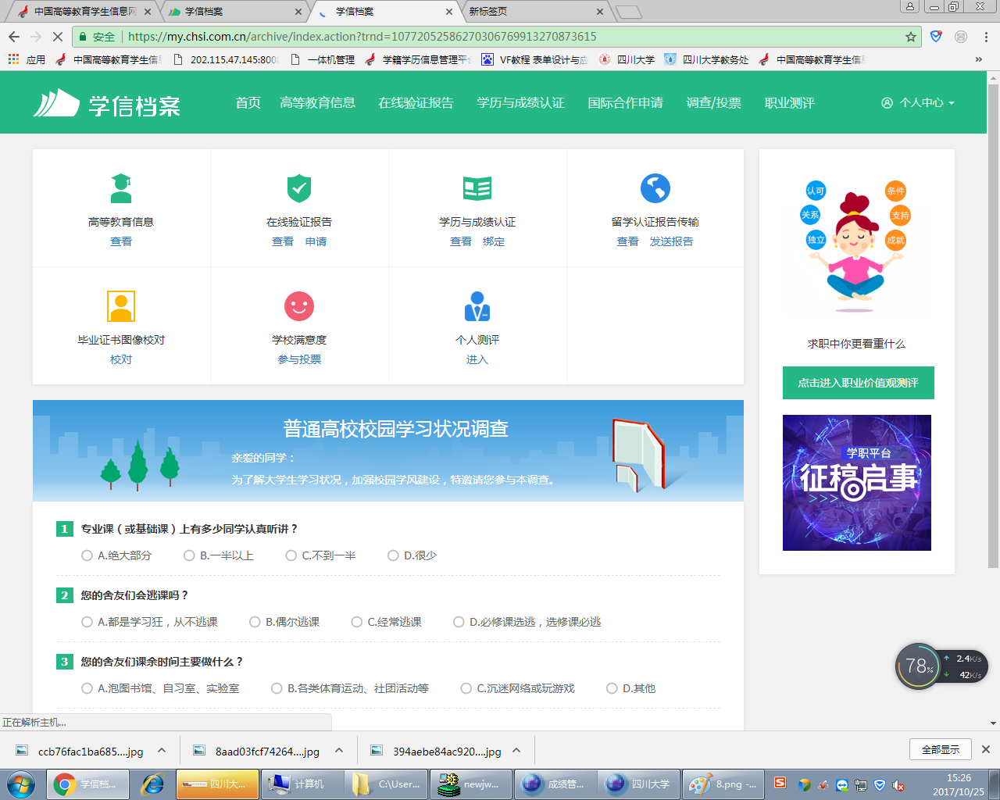 中国高等教育学生信息网
学信档案
学信档案
新标签页
安全
https://my.chsi.com.cn/archive/index.action?trnd=10772052586270306769913270873615
应用
中国高等教育学生信息
202.115.47.145:800
一体机管理
学籍学历信息管理平台
VF教程 表单设计与应
四川大学
四川大学教务处
中国高等教育学生信息
»
学信档案
首页
高等教育信息
在线验证报告
学历与成绩认证
国际合作申请
调查/投票
职业测评
个人中心
高等教育信息
查看
在线验证报告
查看 申请
学历与成绩认证
查看 绑定
留学认证报告传输
查看 发送报告
毕业证书图像校对
校对
学校满意度
参与投票
个人测评
进入
认可
关系
独立
条件
支持
成就
求职中你更看重什么
点击进入职业价值观测评
学职平台
征稿启事
>>>
普通高校校园学习状况调查
亲爱的同学：
为了解大学生学习状况，加强校园学风建设，特邀请您参与本调查。
1 专业课（或基础课）上有多少同学认真听讲？
A.绝大部分 B.一半以上 C.不到一半 D.很少
2 您的舍友们会逃课吗？
A.都是学习狂，从不逃课 B.偶尔逃课 C.经常逃课 D.必修课选逃，选修课必逃
3 您的舍友们课余时间主要做什么？
A.泡图书馆、自习室、实验室 B.各类体育运动、社团活动等 C.沉迷网络或玩游戏 D.其他
78%
2.4K/s
42K/s
正在解析主机...
ccb76fac1ba685....jpg
8aad03fcf74264....jpg
394aebe84ac920....jpg
全部显示
学信档...
四川大...
计算机
C:\User...
newjw...
成绩管...
四川大学
8.png -...
15:26
2017/10/25